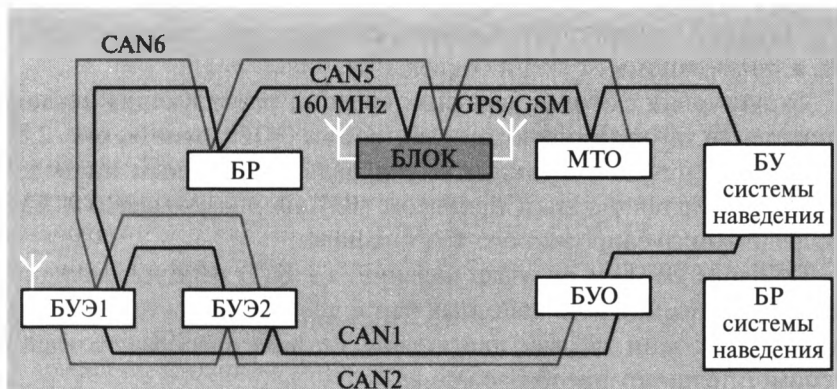 CAN6
CAN5
160 MHz
GPS/GSM
БР
БЛОК
МТО
БУ
системы
наведения
БУЭ1
БУЭ2
БУО
БР
системы
наведения
CAN1
CAN2